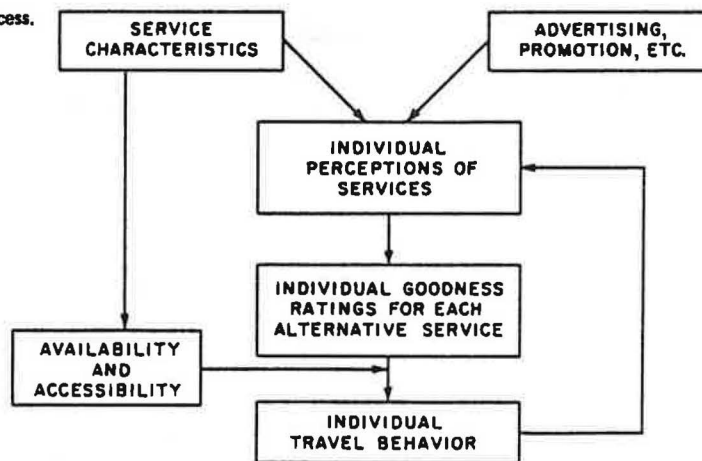 cess.
SERVICE
CHARACTERISTICS
ADVERTISING,
PROMOTION, ETC.
INDIVIDUAL
PERCEPTIONS OF
SERVICES
INDIVIDUAL GOODNESS
RATINGS FOR EACH
ALTERNATIVE SERVICE
AVAILABILITY
AND
ACCESSIBILITY
INDIVIDUAL
TRAVEL BEHAVIOR